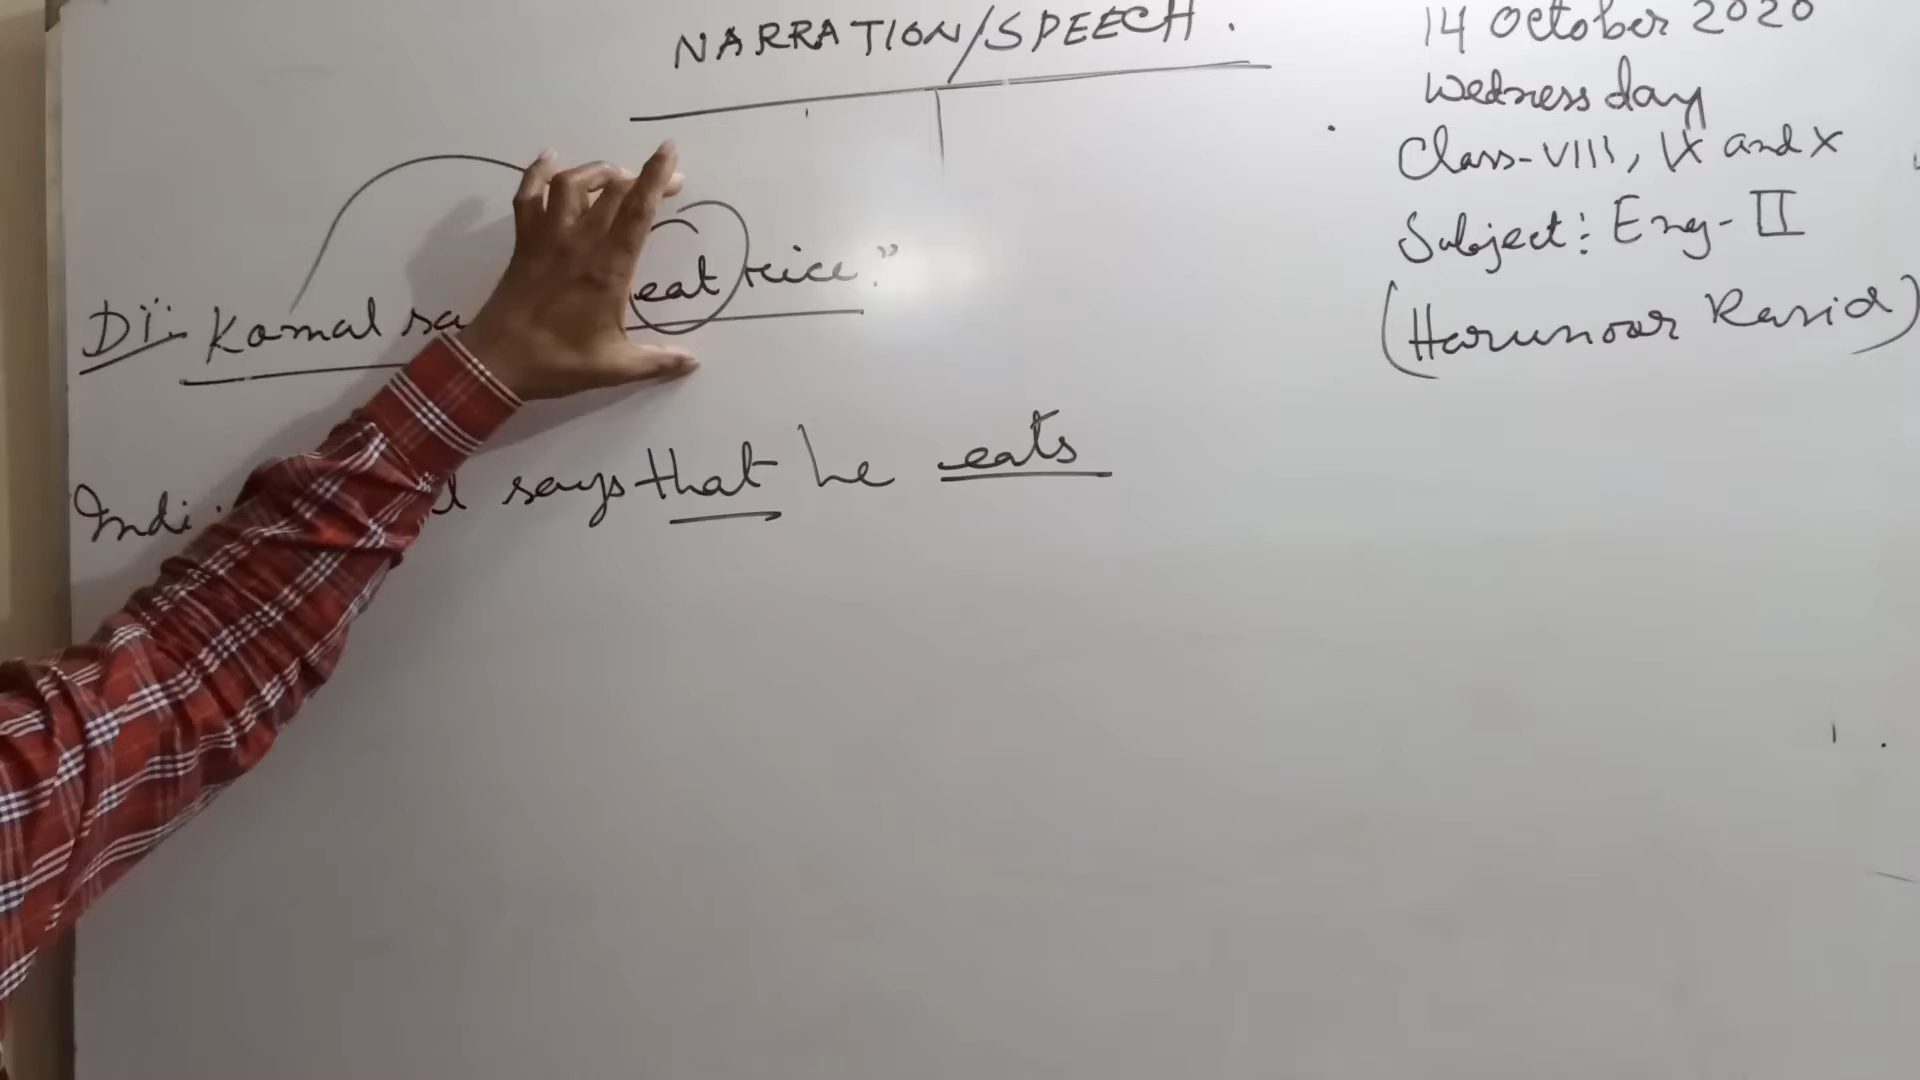 NARRATION/SPEECH.
14 October 2020
Wednessday
Class-VIII, IX and X
Subject: Eng-II
(Harunoor Rasid)
Di:- Kamal sa eat rice."
Indi. l says that he eats